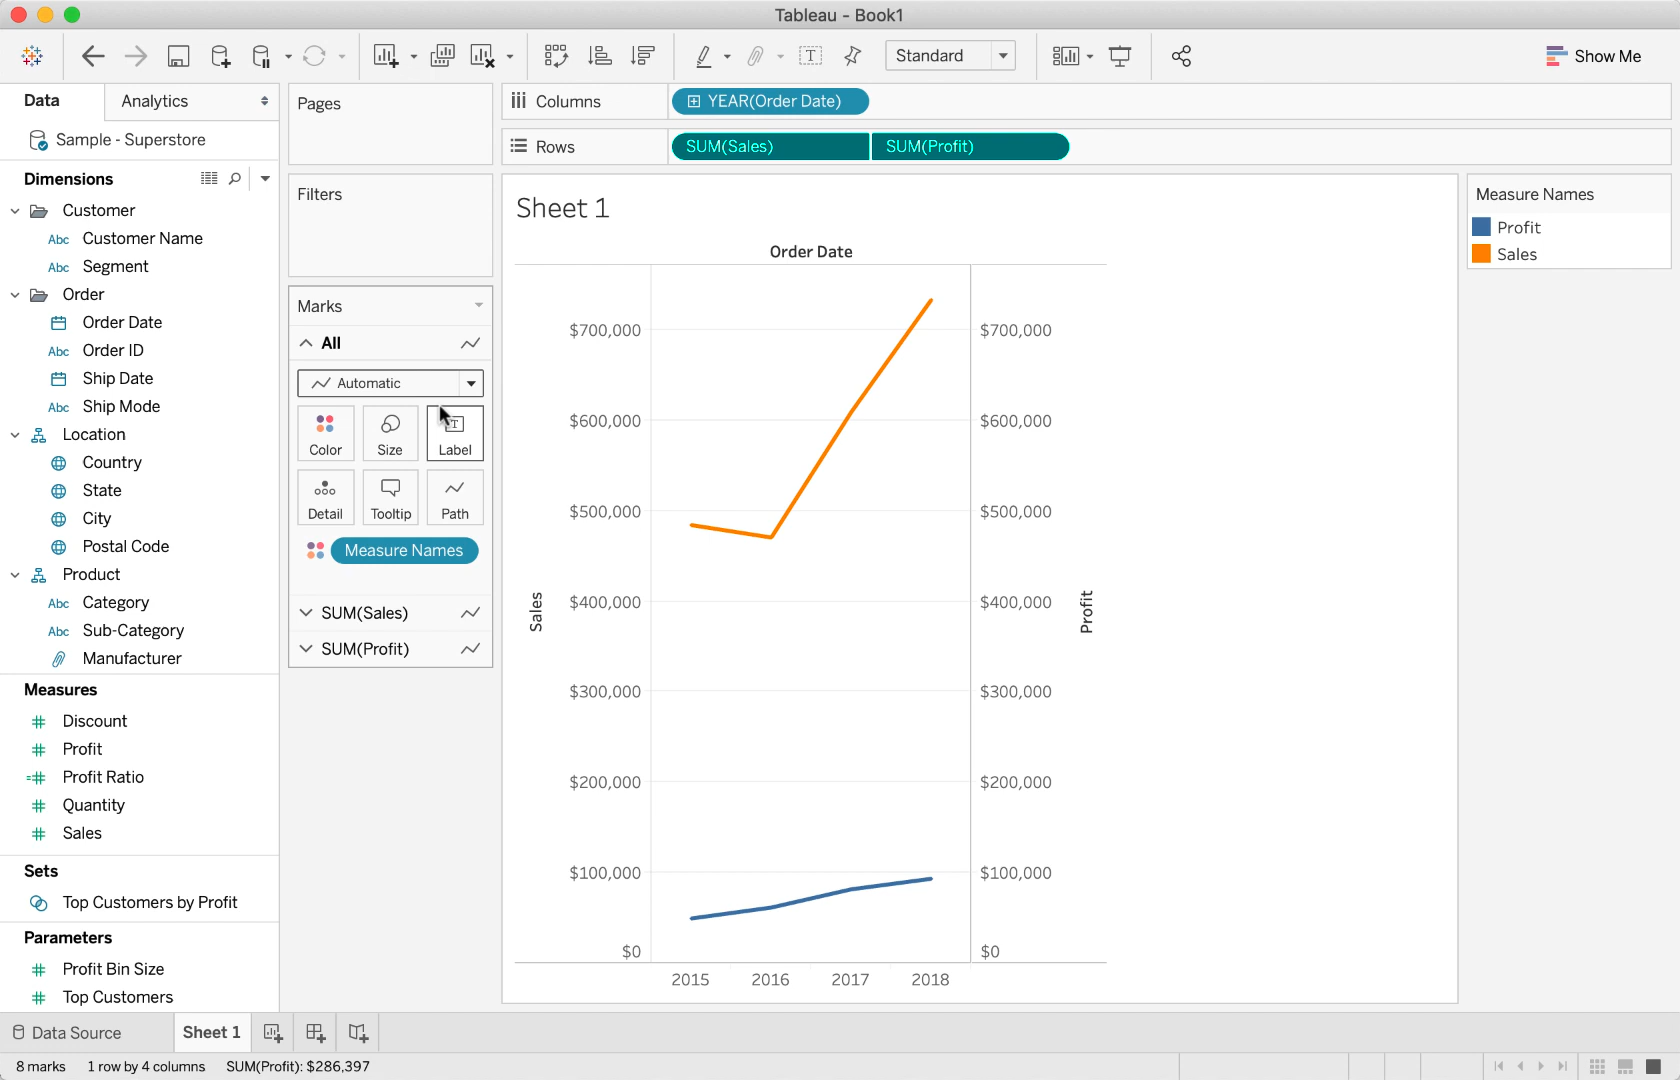 Tableau - Book1
Standard
Show Me
Data
Analytics
Sample - Superstore
Dimensions
Customer
Abc Customer Name
Abc Segment
Order
Order Date
Abc Order ID
Ship Date
Abc Ship Mode
Location
Country
State
City
Postal Code
Product
Abc Category
Abc Sub-Category
Manufacturer
Measures
Discount
Profit
Profit Ratio
Quantity
Sales
Sets
Top Customers by Profit
Parameters
Profit Bin Size
Top Customers
Pages
Filters
Marks
All
Automatic
Color Size Label
Detail Tooltip Path
Measure Names
SUM(Sales)
SUM(Profit)
Columns YEAR(Order Date)
Rows SUM(Sales) SUM(Profit)
Sheet 1
Order Date
$700,000 $700,000
$600,000 $600,000
$500,000 $500,000
$400,000 $400,000
$300,000 $300,000
$200,000 $200,000
$100,000 $100,000
$0 $0
Sales
Profit
2015 2016 2017 2018
Measure Names
Profit
Sales
Data Source
Sheet 1
8 marks 1 row by 4 columns SUM(Profit): $286,397